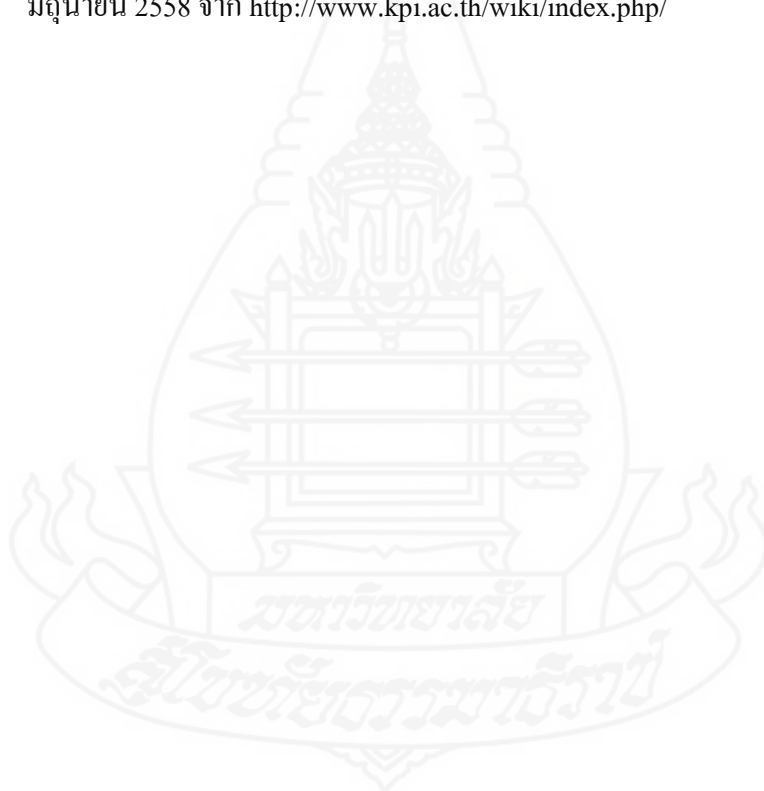 มิถุนายน 2558 จาก http://www.kpi.ac.th/wiki/index.php/
มหาวิทยาลัย
สุโขทัยธรรมาธิราช